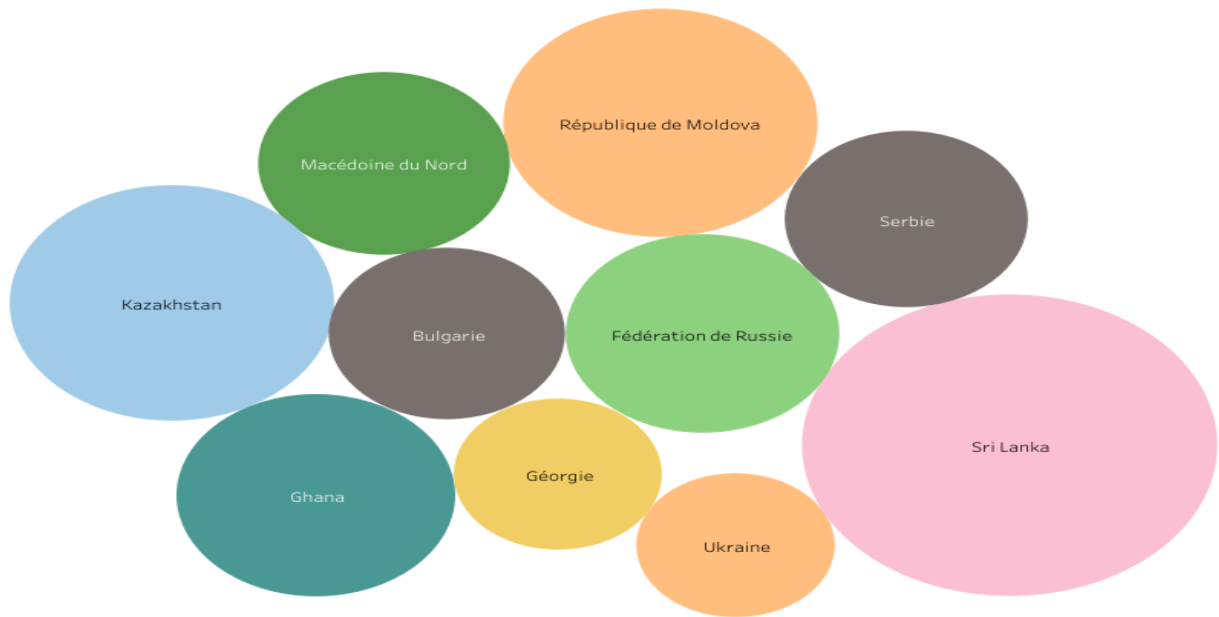 République de Moldova
Macédoine du Nord
Serbie
Kazakhstan
Bulgarie
Fédération de Russie
Sri Lanka
Géorgie
Ghana
Ukraine